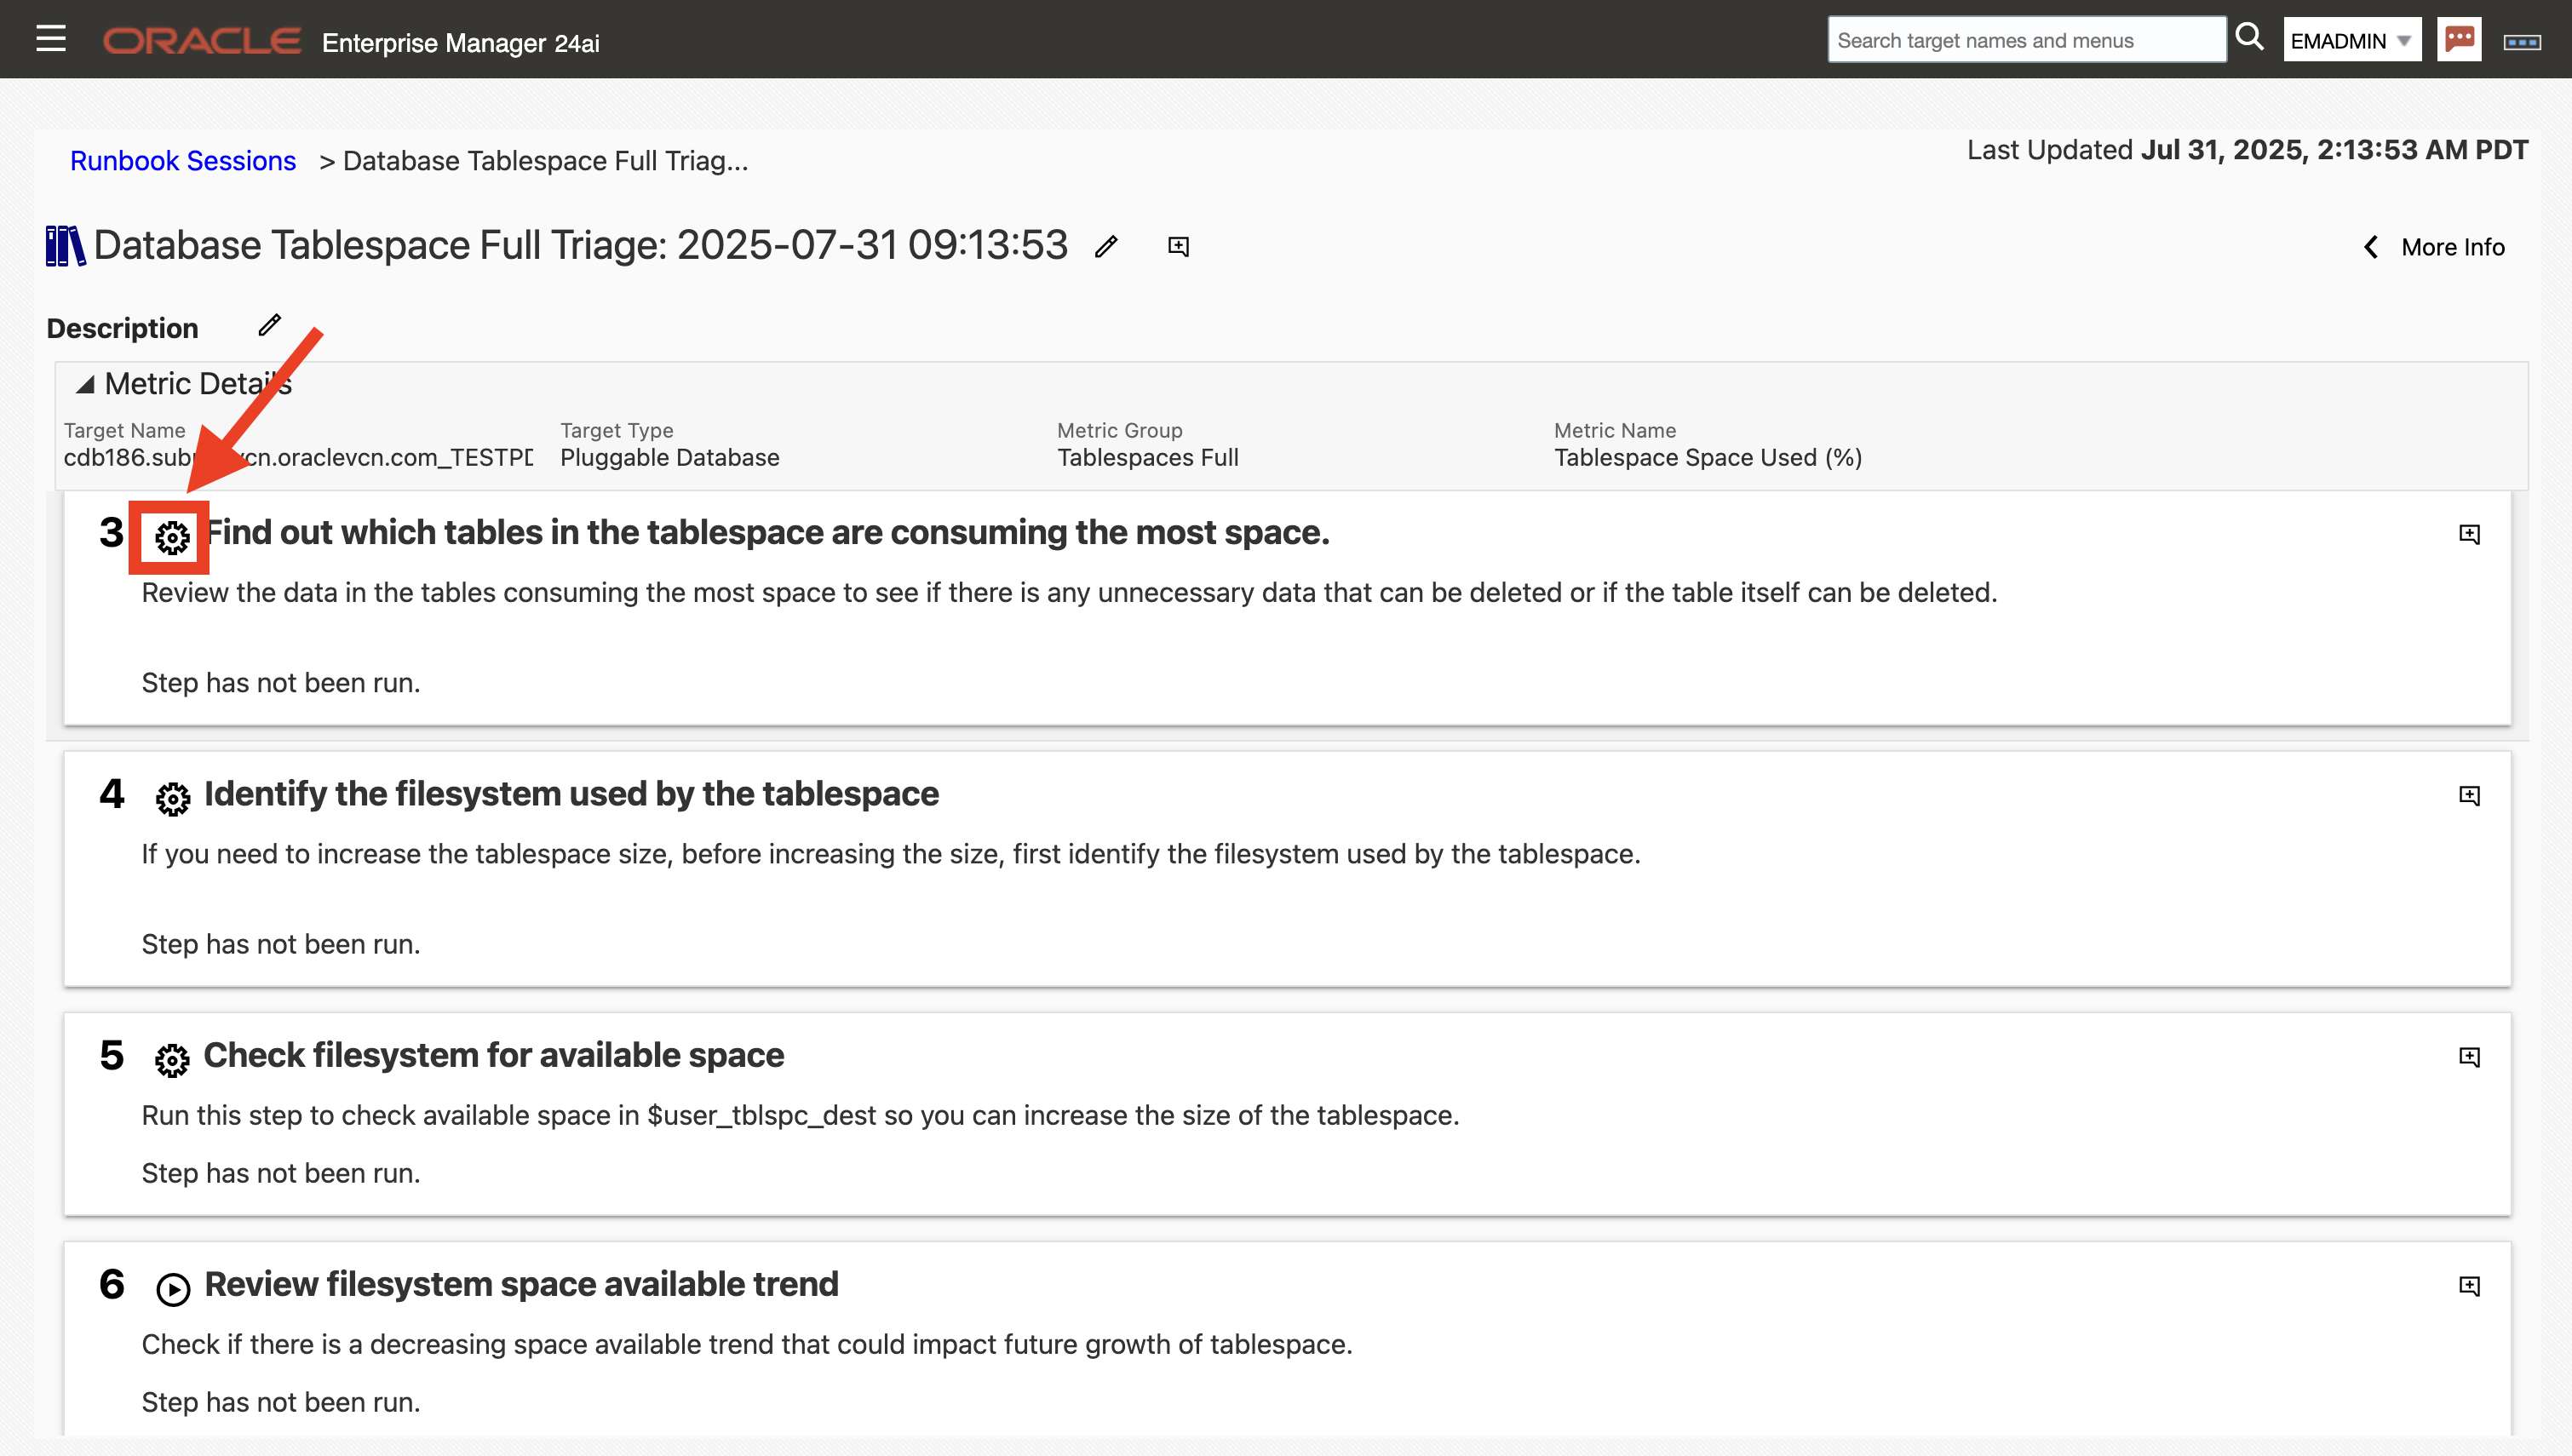 ORACLE Enterprise Manager 24ai
Search target names and menus
EMADMIN
Runbook Sessions > Database Tablespace Full Triag...
Last Updated Jul 31, 2025, 2:13:53 AM PDT
Database Tablespace Full Triage: 2025-07-31 09:13:53
More Info
Description
Metric Details
Target Name
cdb186.sub vcn.oraclevcn.com_TESTPD
Target Type
Pluggable Database
Metric Group
Tablespaces Full
Metric Name
Tablespace Space Used (%)
3 Find out which tables in the tablespace are consuming the most space.
Review the data in the tables consuming the most space to see if there is any unnecessary data that can be deleted or if the table itself can be deleted.
Step has not been run.
4 Identify the filesystem used by the tablespace
If you need to increase the tablespace size, before increasing the size, first identify the filesystem used by the tablespace.
Step has not been run.
5 Check filesystem for available space
Run this step to check available space in $user_tblspc_dest so you can increase the size of the tablespace.
Step has not been run.
6 Review filesystem space available trend
Check if there is a decreasing space available trend that could impact future growth of tablespace.
Step has not been run.